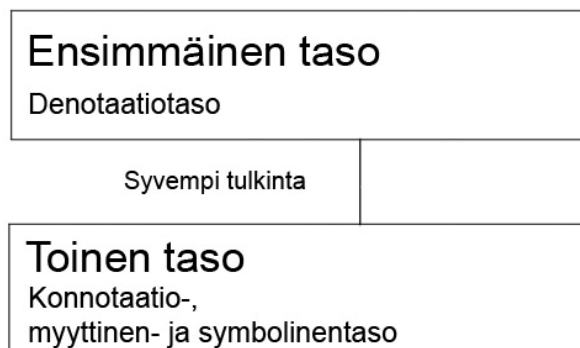 Ensimmäinen taso
Denotaatiotaso
Syvempi tulkinta
Toinen taso
Konnotaatio-,
myyttinen- ja symbolinentaso